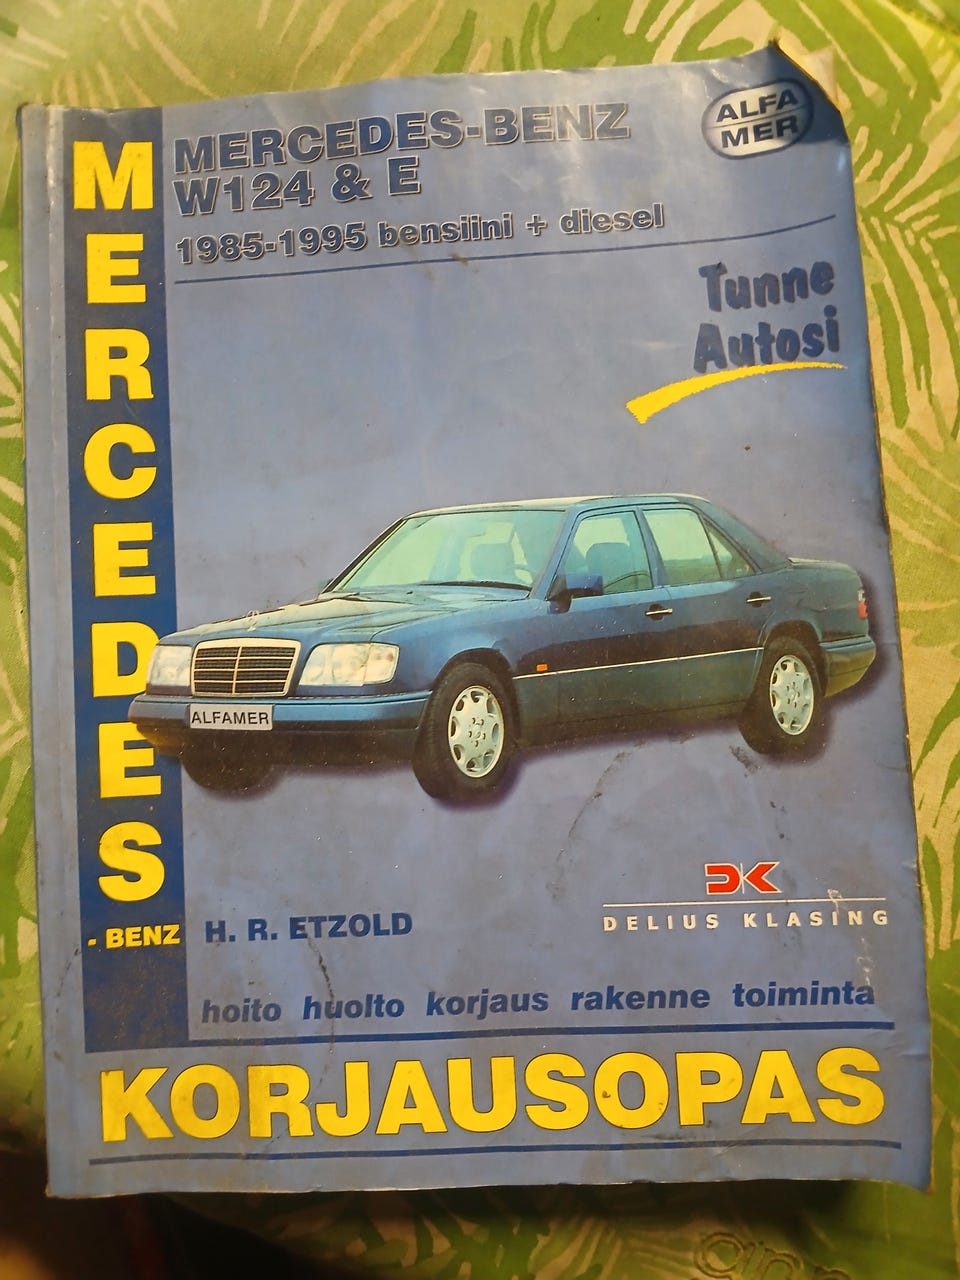 MERCEDES
- BENZ
MERCEDES-BENZ
W124 & E
1985-1995 bensiini + diesel
ALFA
MER
Tunne
Autosi
ALFAMER
DK
DELIUS KLASING
H. R. ETZOLD
hoito huolto korjaus rakenne toiminta
KORJAUSOPAS